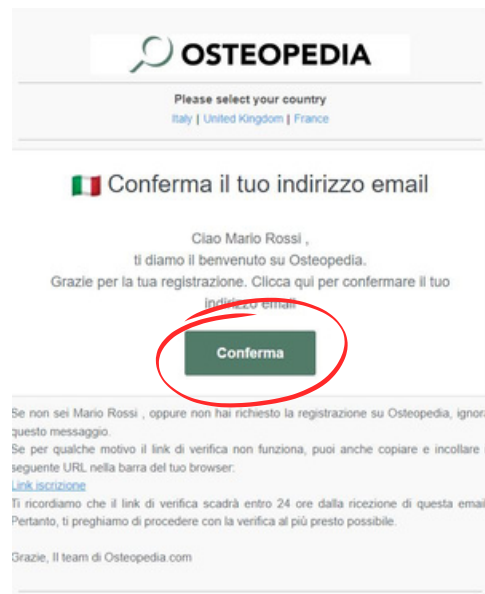 OSTEOPEDIA
Please select your country
Italy | United Kingdom | France
Conferma il tuo indirizzo email
Ciao Mario Rossi ,
ti diamo il benvenuto su Osteopedia.
Grazie per la tua registrazione. Clicca qui per confermare il tuo
indirizzo email
Conferma
Se non sei Mario Rossi , oppure non hai richiesto la registrazione su Osteopedia, ignora
questo messaggio.
Se per qualche motivo il link di verifica non funziona, puoi anche copiare e incollare
seguente URL nella barra del tuo browser:
Link iscrizione
Ti ricordiamo che il link di verifica scadrà entro 24 ore dalla ricezione di questa email
Pertanto, ti preghiamo di procedere con la verifica al più presto possibile.
Grazie, Il team di Osteopedia.com